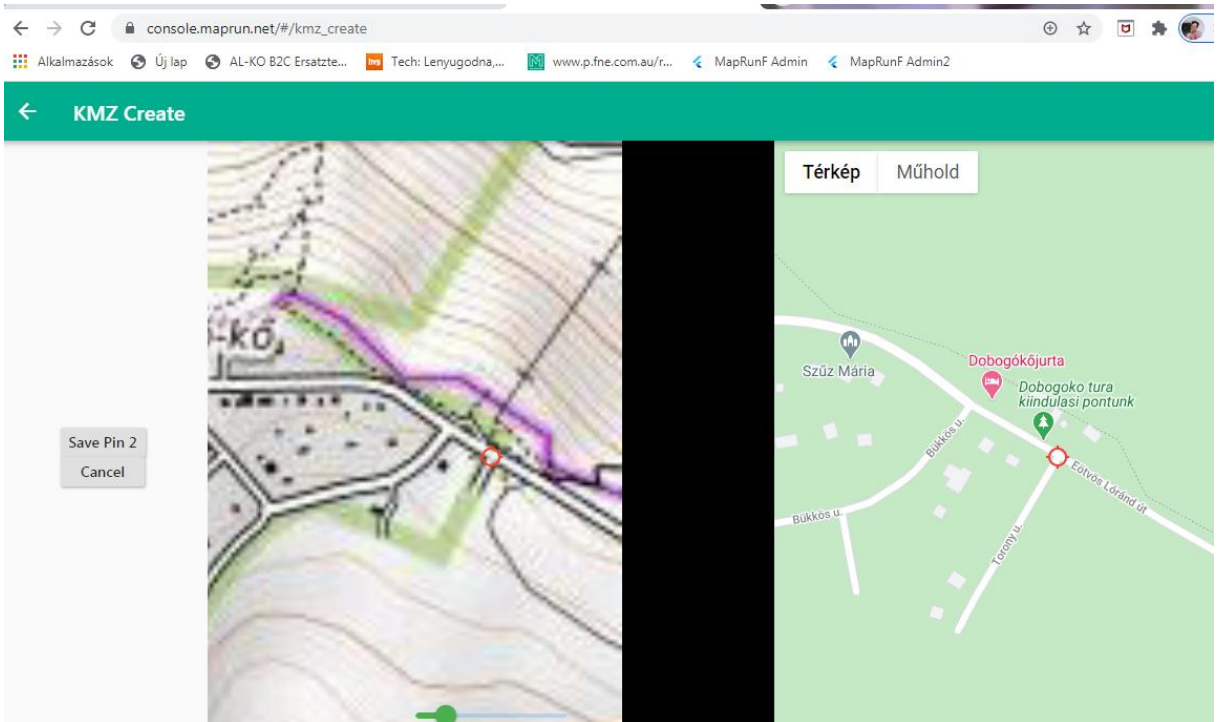 console.maprun.net/#/kmz_create
Alkalmazások Új lap AL-KO B2C Ersatzte... hvg Tech: Lenyugodna,... www.p.fne.com.au/r... MapRunF Admin MapRunF Admin2
KMZ Create
Térkép Műhold
-kő
Szűz Mária
Dobogókőjurta
Dobogoko tura
kiindulasi pontunk
Bükkös u.
Save Pin 2
Cancel
Eötvös Lóránd út
Bükkös u.
Torony u.